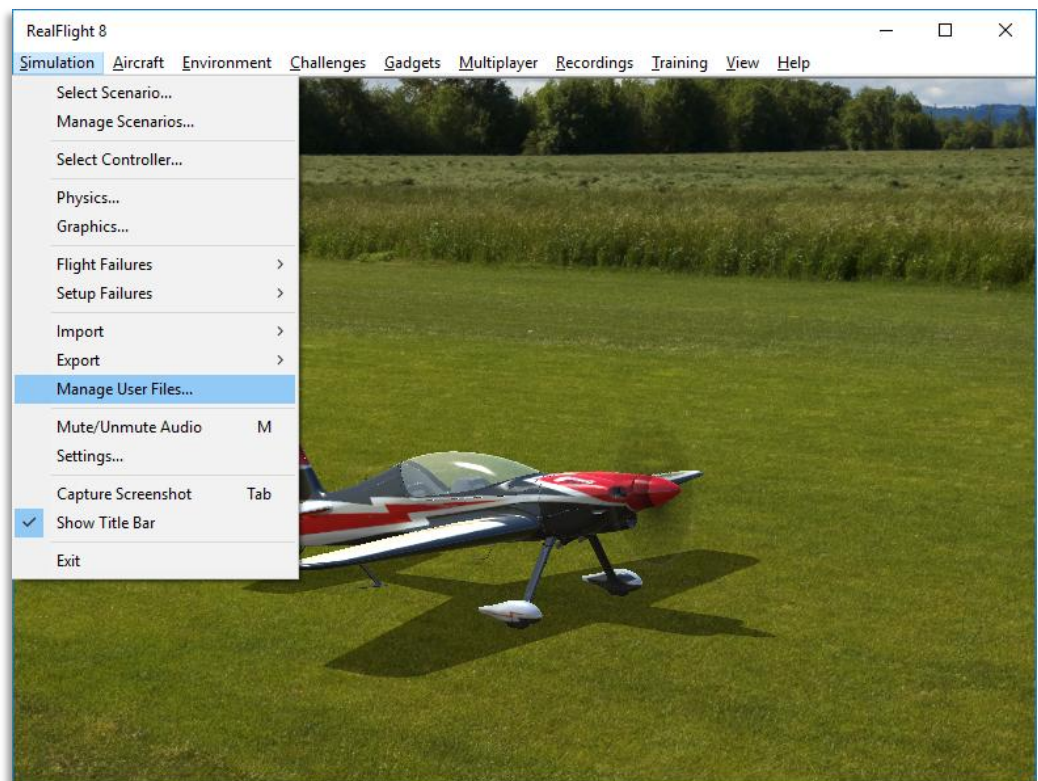 RealFlight 8
Simulation Aircraft Environment Challenges Gadgets Multiplayer Recordings Training View Help
Select Scenario...
Manage Scenarios...
Select Controller...
Physics...
Graphics...
Flight Failures
Setup Failures
Import
Export
Manage User Files...
Mute/Unmute Audio M
Settings...
Capture Screenshot Tab
Show Title Bar
Exit